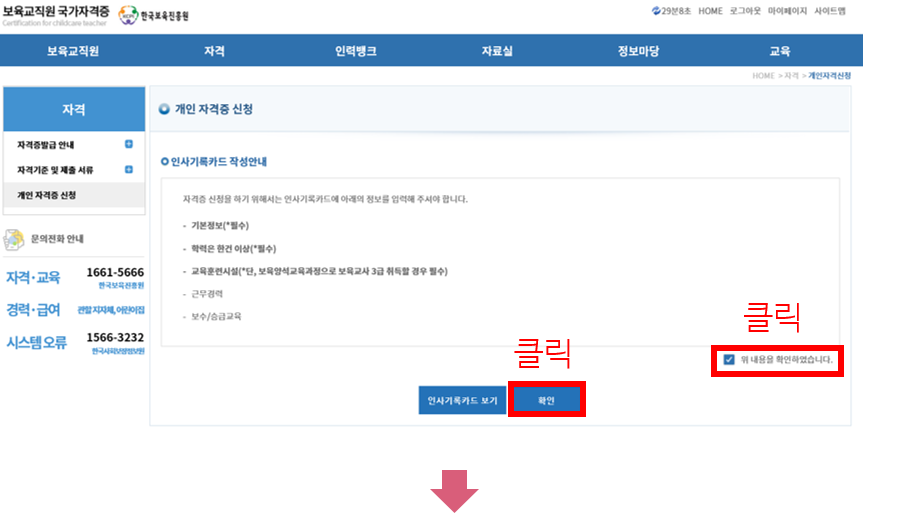 보육교직원 국가자격증
Certification for childcare teacher
한국보육진흥원
29분8초 HOME 로그아웃 마이페이지 사이트맵
보육교직원 자격 인력뱅크 자료실 정보마당 교육
HOME > 자격 > 개인자격신청
자격
자격증발급 안내
자격기준 및 제출 서류
개인 자격증 신청
문의전화 안내
자격·교육 1661-5666
한국보육진흥원
경력·급여 관할 지자체, 어린이집
시스템 오류 1566-3232
한국사회보장정보원
개인 자격증 신청
인사기록카드 작성안내
자격증 신청을 하기 위해서는 인사기록카드에 아래의 정보를 입력해 주셔야 합니다.
- 기본정보(*필수)
- 학력은 한건 이상(*필수)
- 교육훈련시설(*단, 보육양석교육과정으로 보육교사 3급 취득할 경우 필수)
- 근무경력
- 보수/승급교육
클릭
위 내용을 확인하였습니다.
클릭
인사기록카드 보기 확인